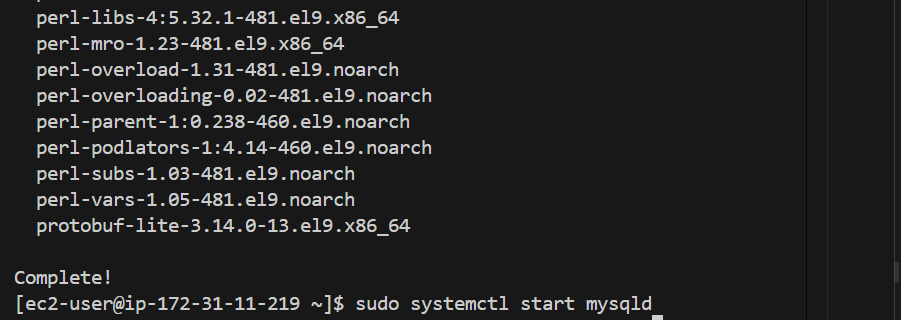 perl-libs-4:5.32.1-481.el9.x86_64
perl-mro-1.23-481.el9.x86_64
perl-overload-1.31-481.el9.noarch
perl-overloading-0.02-481.el9.noarch
perl-parent-1:0.238-460.el9.noarch
perl-podlators-1:4.14-460.el9.noarch
perl-subs-1.03-481.el9.noarch
perl-vars-1.05-481.el9.noarch
protobuf-lite-3.14.0-13.el9.x86_64
Complete!
[ec2-user@ip-172-31-11-219 ~]$ sudo systemctl start mysqld